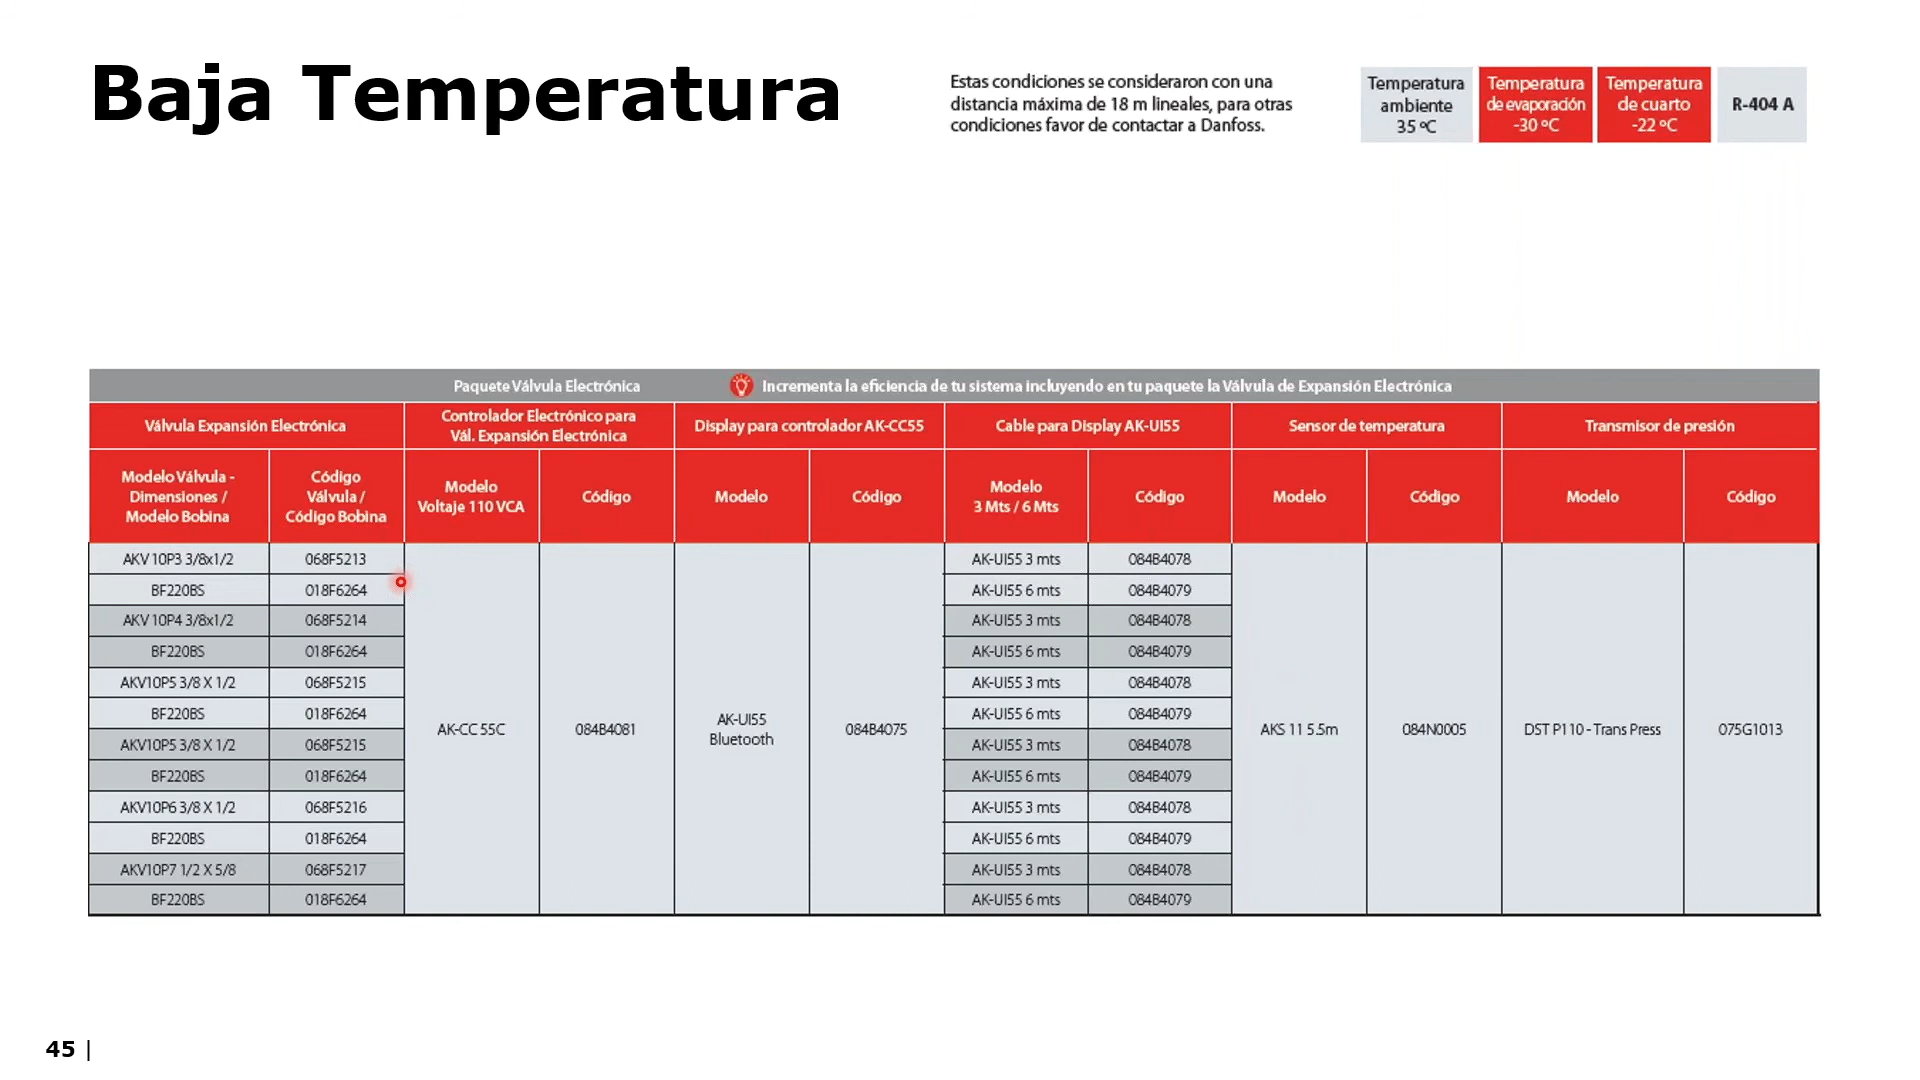 Baja Temperatura
Estas condiciones se consideraron con una
distancia máxima de 18 m lineales, para otras
condiciones favor de contactar a Danfoss.
Temperatura
ambiente
35 ºC
Temperatura
de evaporación
-30 ºC
Temperatura
de cuarto
-22 ºC
R-404 A
Paquete Válvula Electrónica
Incrementa la eficiencia de tu sistema incluyendo en tu paquete la Válvula de Expansión Electrónica
Válvula Expansión Electrónica
Controlador Electrónico para
Vál. Expansión Electrónica
Display para controlador AK-CC55
Cable para Display AK-UI55
Sensor de temperatura
Transmisor de presión
Modelo Válvula -
Dimensiones /
Modelo Bobina
Código
Válvula /
Código Bobina
Modelo
Voltaje 110 VCA
Código
Modelo
Código
Modelo
3 Mts / 6 Mts
Código
Modelo
Código
Modelo
Código
AKV 10P3 3/8x1/2 068F5213 AK-UI55 3 mts 084B4078
BF220BS 018F6264 AK-UI55 6 mts 084B4079
AKV 10P4 3/8x1/2 068F5214 AK-UI55 3 mts 084B4078
BF220BS 018F6264 AK-UI55 6 mts 084B4079
AKV10P5 3/8 X 1/2 068F5215 AK-UI55 3 mts 084B4078
BF220BS 018F6264 AK-UI55 6 mts 084B4079
AK-CC 55C 084B4081
AK-UI55
Bluetooth
084B4075
AKS 11 5.5m 084N0005 DST P110 - Trans Press 075G1013
AKV10P5 3/8 X 1/2 068F5215 AK-UI55 3 mts 084B4078
BF220BS 018F6264 AK-UI55 6 mts 084B4079
AKV10P6 3/8 X 1/2 068F5216 AK-UI55 3 mts 084B4078
BF220BS 018F6264 AK-UI55 6 mts 084B4079
AKV10P7 1/2 X 5/8 068F5217 AK-UI55 3 mts 084B4078
BF220BS 018F6264 AK-UI55 6 mts 084B4079
45 |